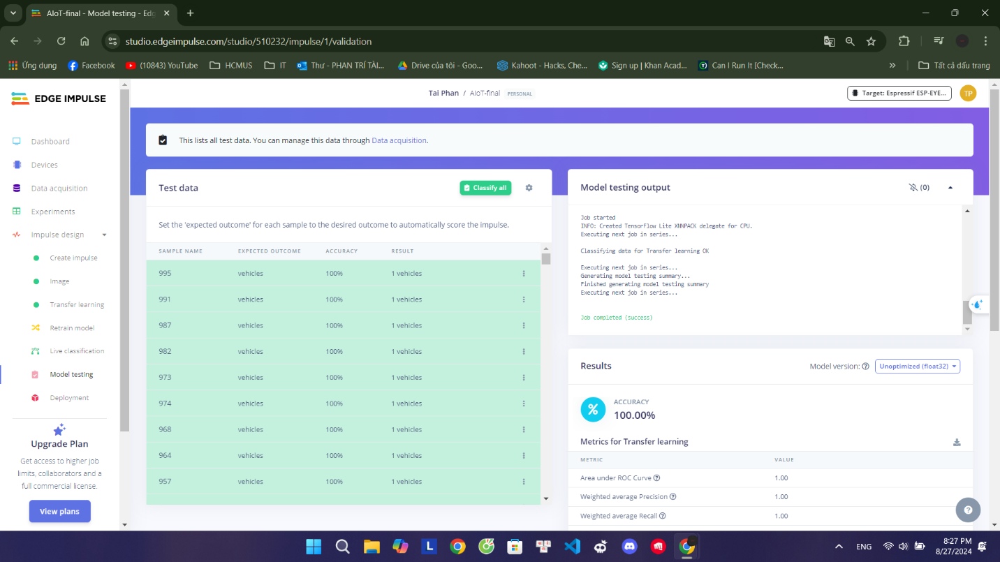 AIoT-final - Model testing - Edg
studio.edgeimpulse.com/studio/510232/impulse/1/validation
Ứng dụng
Facebook
(10843) YouTube
HCMUS
IT
Thư - PHAN TRÍ TÀI...
Drive của tôi - Goo...
Kahoot - Hacks, Che...
Sign up | Khan Acad...
Can I Run It [Check...
Tất cả dấu trang
EDGE IMPULSE
Tai Phan / AIoT-final PERSONAL
Target: Espressif ESP-EYE...
TP
Dashboard
Devices
Data acquisition
Experiments
Impulse design
Create impulse
Image
Transfer learning
Retrain model
Live classification
Model testing
Deployment
Upgrade Plan
Get access to higher job
limits, collaborators and a
full commercial license.
View plans
This lists all test data. You can manage this data through Data acquisition.
Test data
Classify all
Set the 'expected outcome' for each sample to the desired outcome to automatically score the impulse.
SAMPLE NAME EXPECTED OUTCOME ACCURACY RESULT
995 vehicles 100% 1 vehicles
991 vehicles 100% 1 vehicles
987 vehicles 100% 1 vehicles
982 vehicles 100% 1 vehicles
973 vehicles 100% 1 vehicles
974 vehicles 100% 1 vehicles
968 vehicles 100% 1 vehicles
964 vehicles 100% 1 vehicles
957 vehicles 100% 1 vehicles
Model testing output
(0)
Job started
INFO: Created TensorFlow Lite XNNPACK delegate for CPU.
Executing next job in series...
Classifying data for Transfer learning OK
Executing next job in series...
Generating model testing summary...
Finished generating model testing summary
Executing next job in series...
Job completed (success)
Results
Model version: Unoptimized (float32)
%
ACCURACY
100.00%
Metrics for Transfer learning
METRIC VALUE
Area under ROC Curve 1.00
Weighted average Precision 1.00
Weighted average Recall 1.00
L
ENG
8:27 PM
8/27/2024